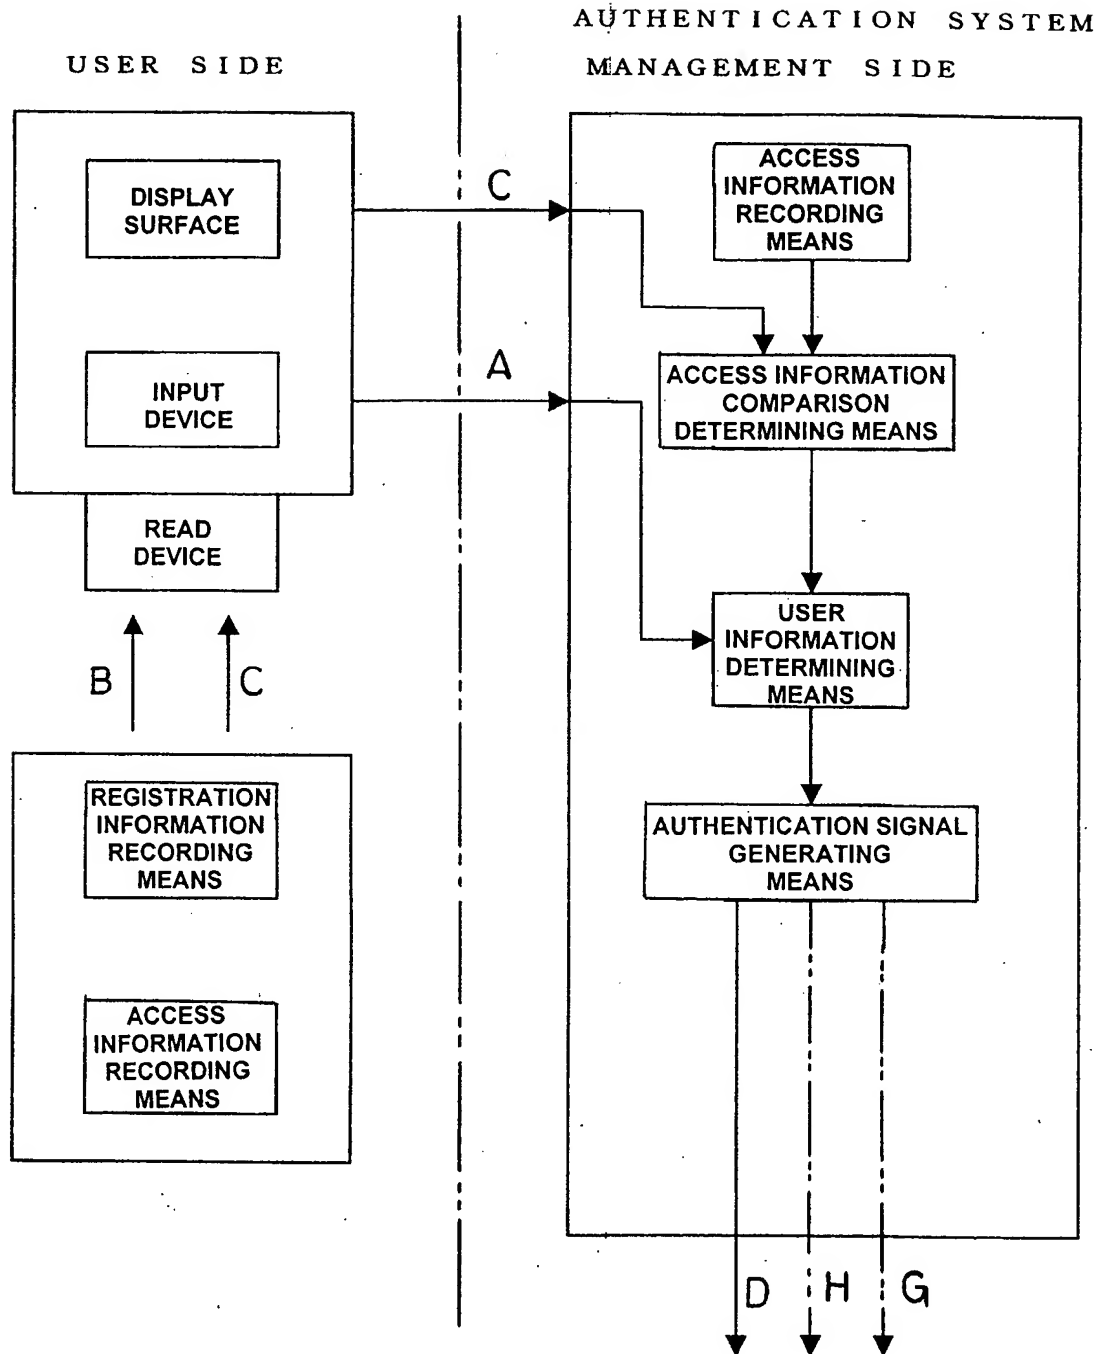 AUTHENTICATION SYSTEM
MANAGEMENT SIDE
USER SIDE
DISPLAY
SURFACE
INPUT
DEVICE
READ
DEVICE
B
C
REGISTRATION
INFORMATION
RECORDING
MEANS
ACCESS
INFORMATION
RECORDING
MEANS
C
A
ACCESS
INFORMATION
RECORDING
MEANS
ACCESS INFORMATION
COMPARISON
DETERMINING MEANS
USER
INFORMATION
DETERMINING
MEANS
AUTHENTICATION SIGNAL
GENERATING
MEANS
D
H
G